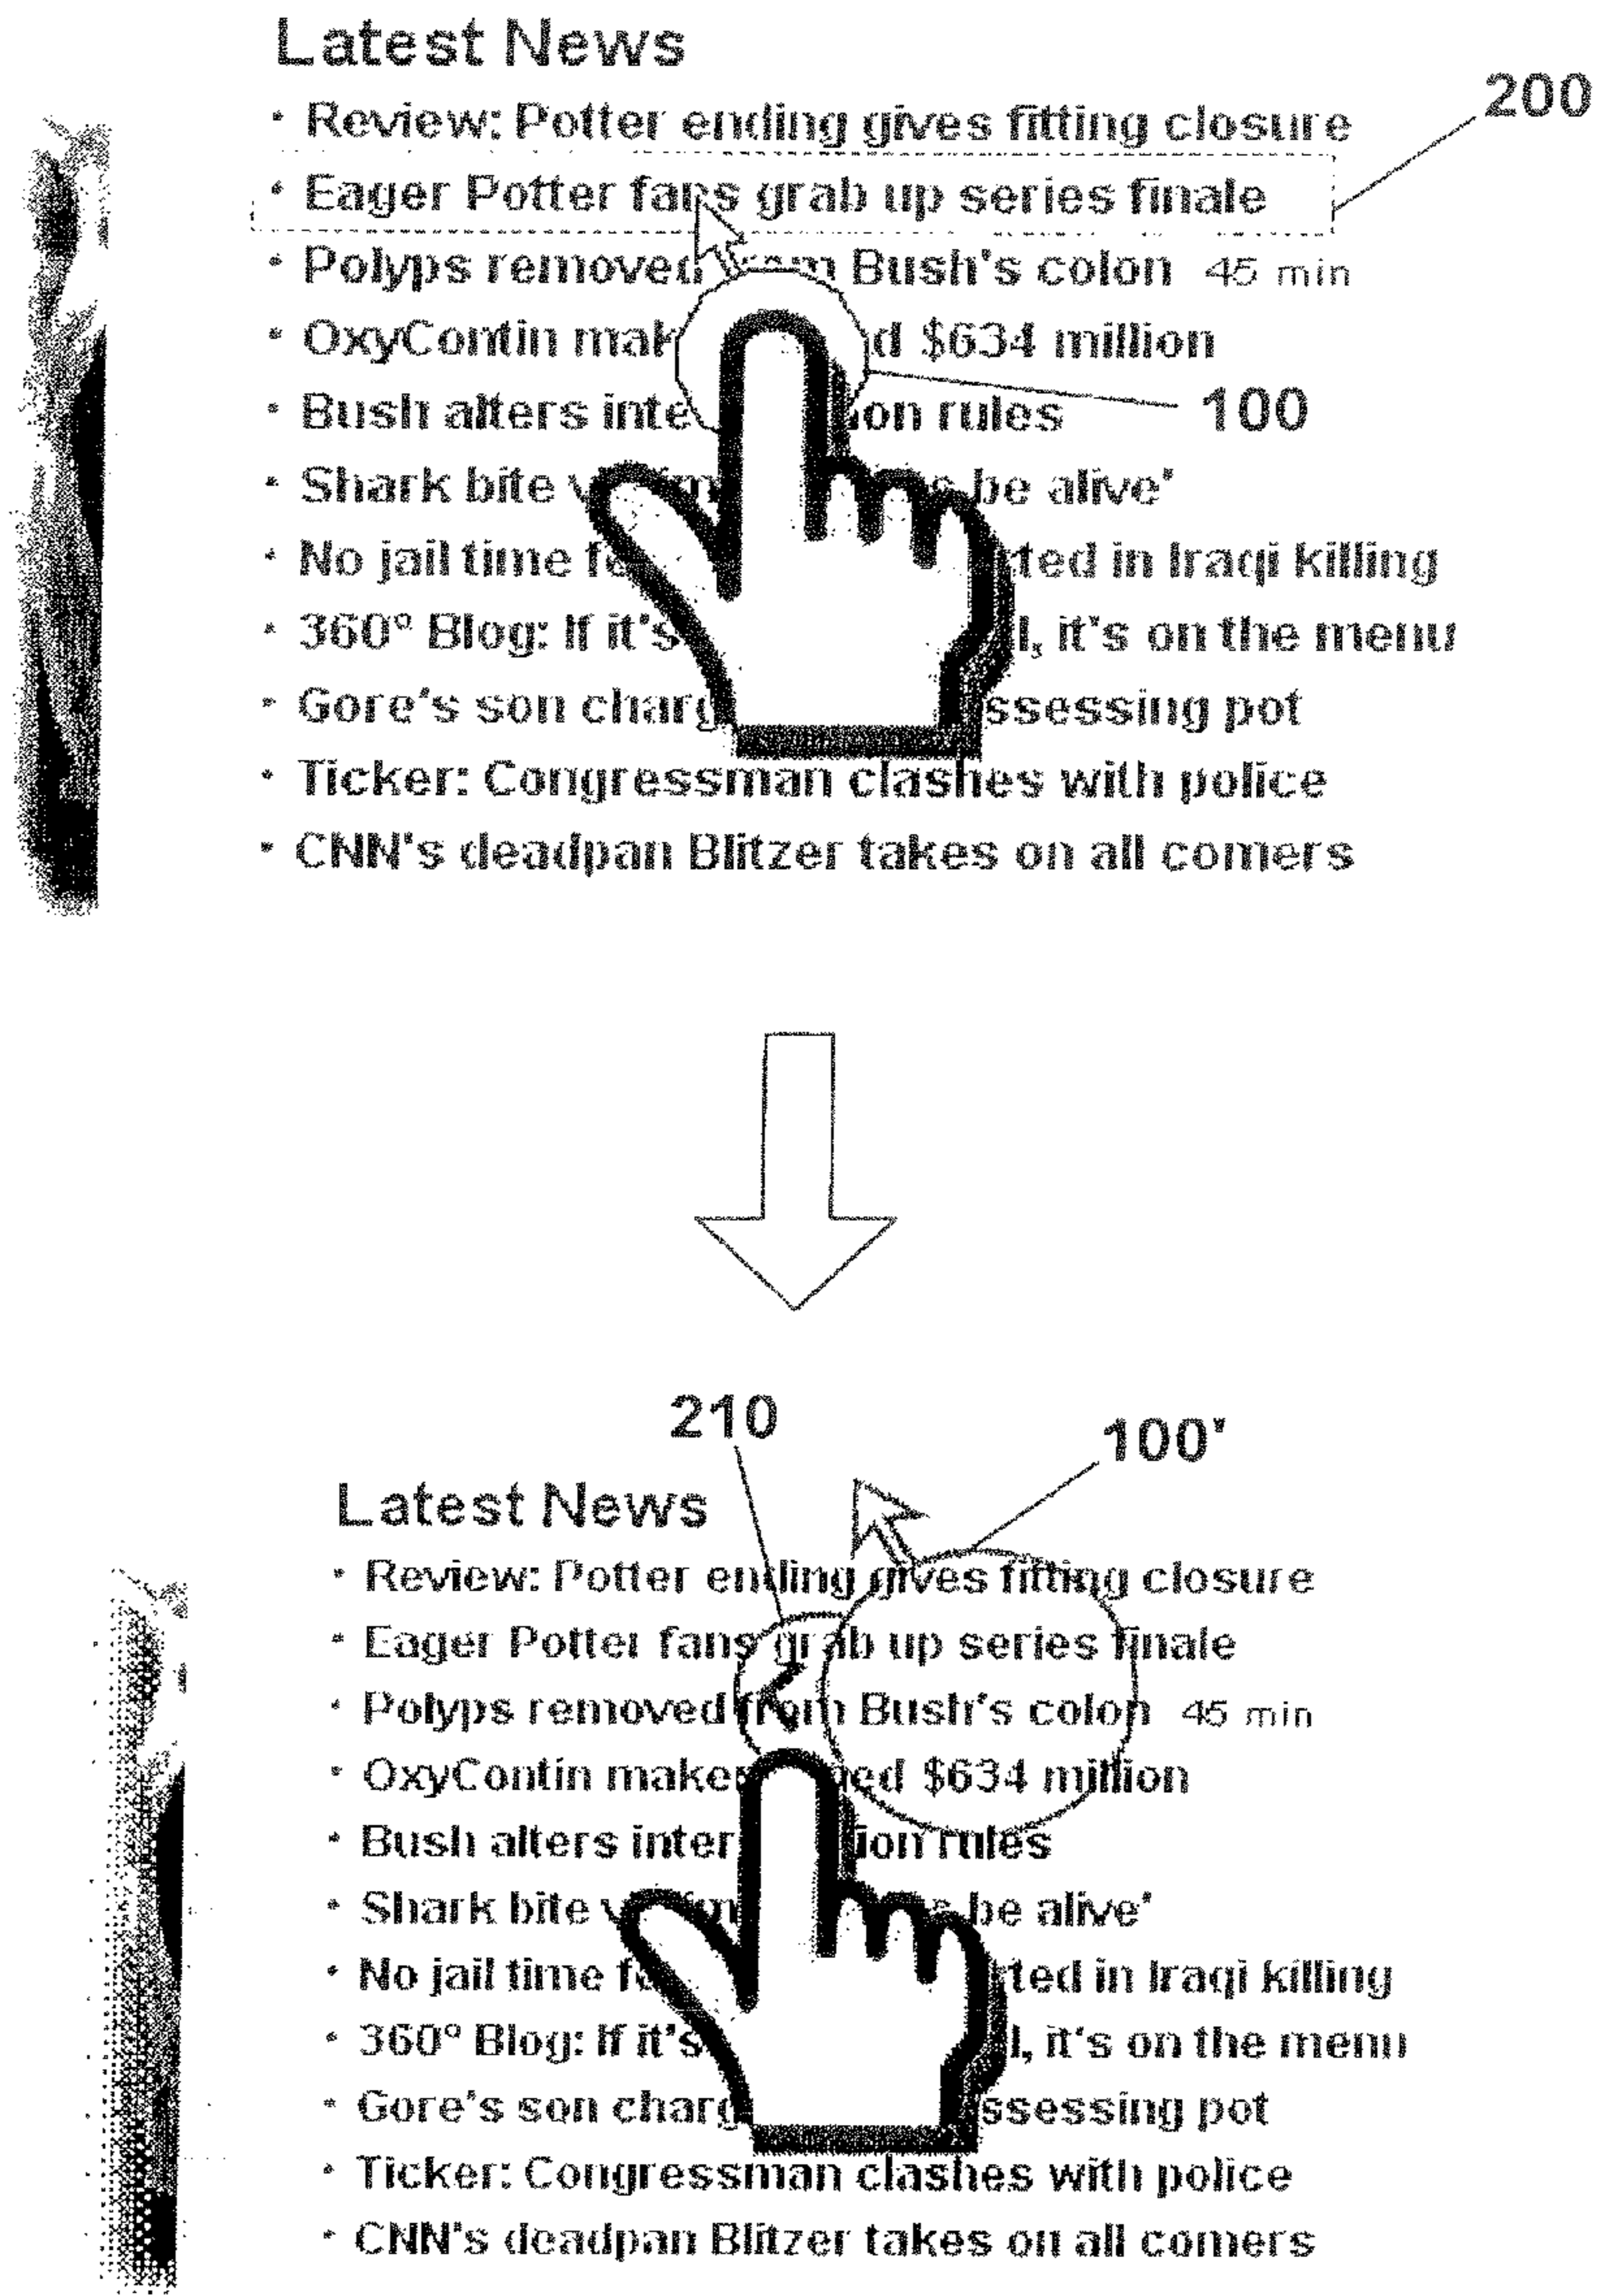 Latest News
200
· Review: Potter ending gives fitting closure
· Eager Potter fans grab up series finale
· Polyps removed Bush's colon 45 min
· OxyContin mak d $634 million
100
· Bush alters inte ion rules
· Shark bite be alive'
· No jail time rted in Iraqi killing
· 360° Blog: If it's l, it's on the menu
· Gore's son charg ssessing pot
· Ticker: Congressman clashes with police
· CNN's deadpan Blitzer takes on all comers
210
100'
Latest News
· Review: Potter ending gives fitting closure
· Eager Potter fans grab up series finale
· Polyps removed from Bush's colon 45 min
· OxyContin maker ed $634 million
· Bush alters inter ion rules
· Shark bite be alive'
· No jail time rted in Iraqi killing
· 360° Blog: If it's l, it's on the menu
· Gore's son charg ssessing pot
· Ticker: Congressman clashes with police
· CNN's deadpan Blitzer takes on all comers